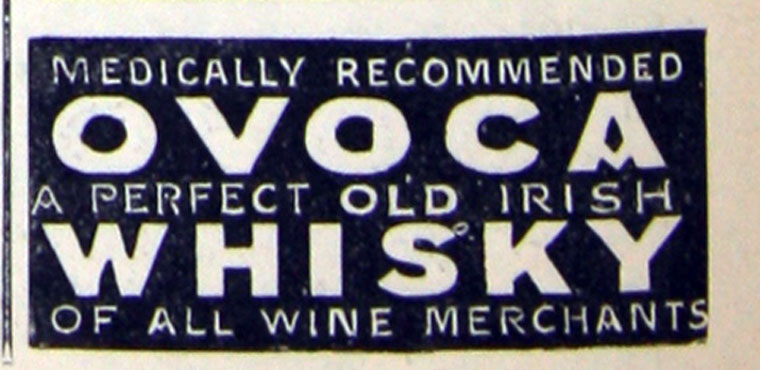 MEDICALLY RECOMMENDED
OVOCA
A PERFECT OLD IRISH
WHISKY
OF ALL WINE MERCHANTS